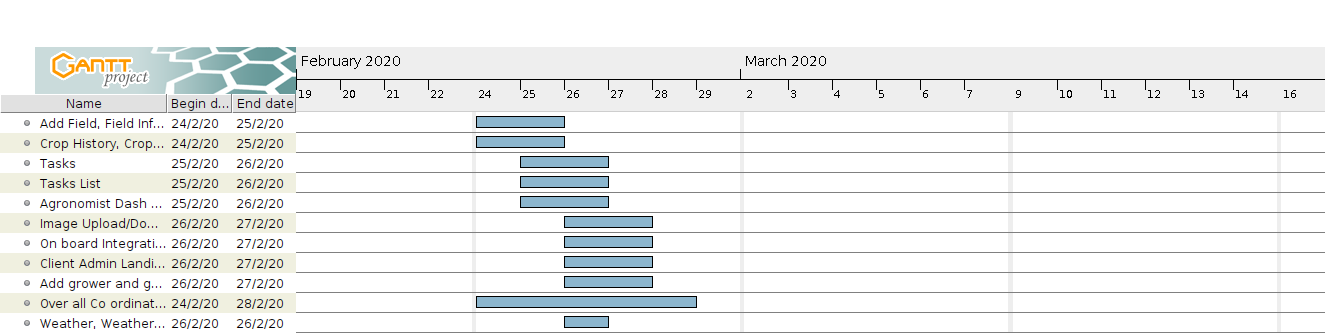 GANTT
project
February 2020 March 2020
19 20 21 22 24 25 26 27 28 29 2 3 4 5 6 7 9 10 11 12 13 14 16
Name Begin d... End date
Add Field, Field Inf... 24/2/20 25/2/20
Crop History, Crop... 24/2/20 25/2/20
Tasks 25/2/20 26/2/20
Tasks List 25/2/20 26/2/20
Agronomist Dash ... 25/2/20 26/2/20
Image Upload/Do... 26/2/20 27/2/20
On board Integrati... 26/2/20 27/2/20
Client Admin Landi... 26/2/20 27/2/20
Add grower and g... 26/2/20 27/2/20
Over all Co ordinat... 24/2/20 28/2/20
Weather, Weather... 26/2/20 26/2/20